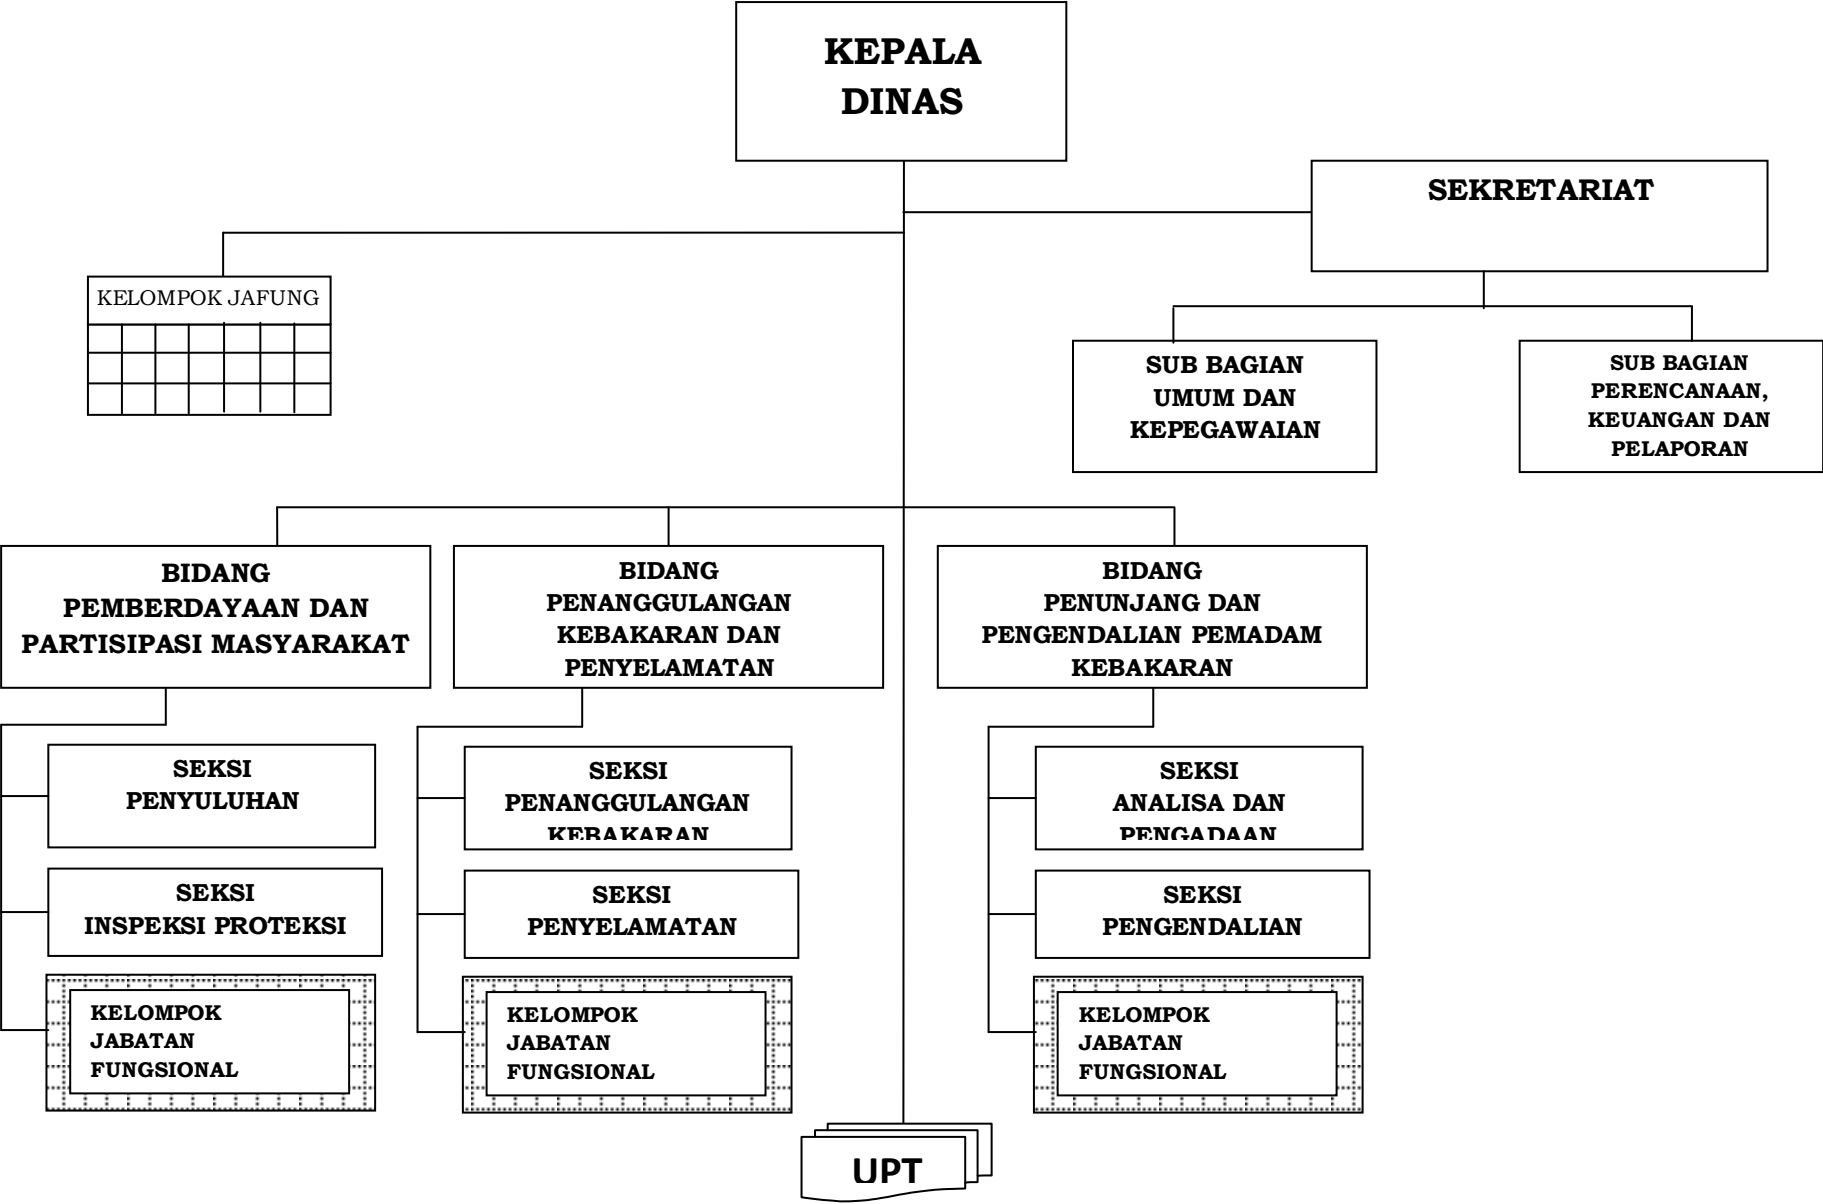 KEPALA
DINAS
SEKRETARIAT
KELOMPOK JAFUNG
SUB BAGIAN
UMUM DAN
KEPEGAWAIAN
SUB BAGIAN
PERENCANAAN,
KEUANGAN DAN
PELAPORAN
BIDANG
PEMBERDAYAAN DAN
PARTISIPASI MASYARAKAT
BIDANG
PENANGGULANGAN
KEBAKARAN DAN
PENYELAMATAN
BIDANG
PENUNJANG DAN
PENGENDALIAN PEMADAM
KEBAKARAN
SEKSI
PENYULUHAN
SEKSI
PENANGGULANGAN
KEBAKARAN
SEKSI
ANALISA DAN
PENGADAAN
SEKSI
INSPEKSI PROTEKSI
SEKSI
PENYELAMATAN
SEKSI
PENGENDALIAN
KELOMPOK
JABATAN
FUNGSIONAL
KELOMPOK
JABATAN
FUNGSIONAL
KELOMPOK
JABATAN
FUNGSIONAL
UPT